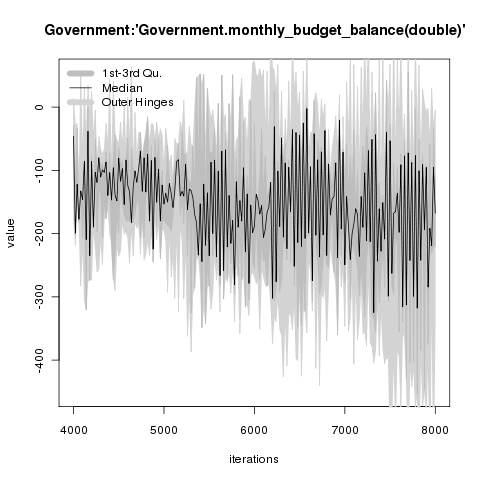 Government:'Government.monthly_budget_balance(double)'
1st-3rd Qu.
Median
Outer Hinges
0
-100
-200
-300
-400
value
4000 5000 6000 7000 8000
iterations